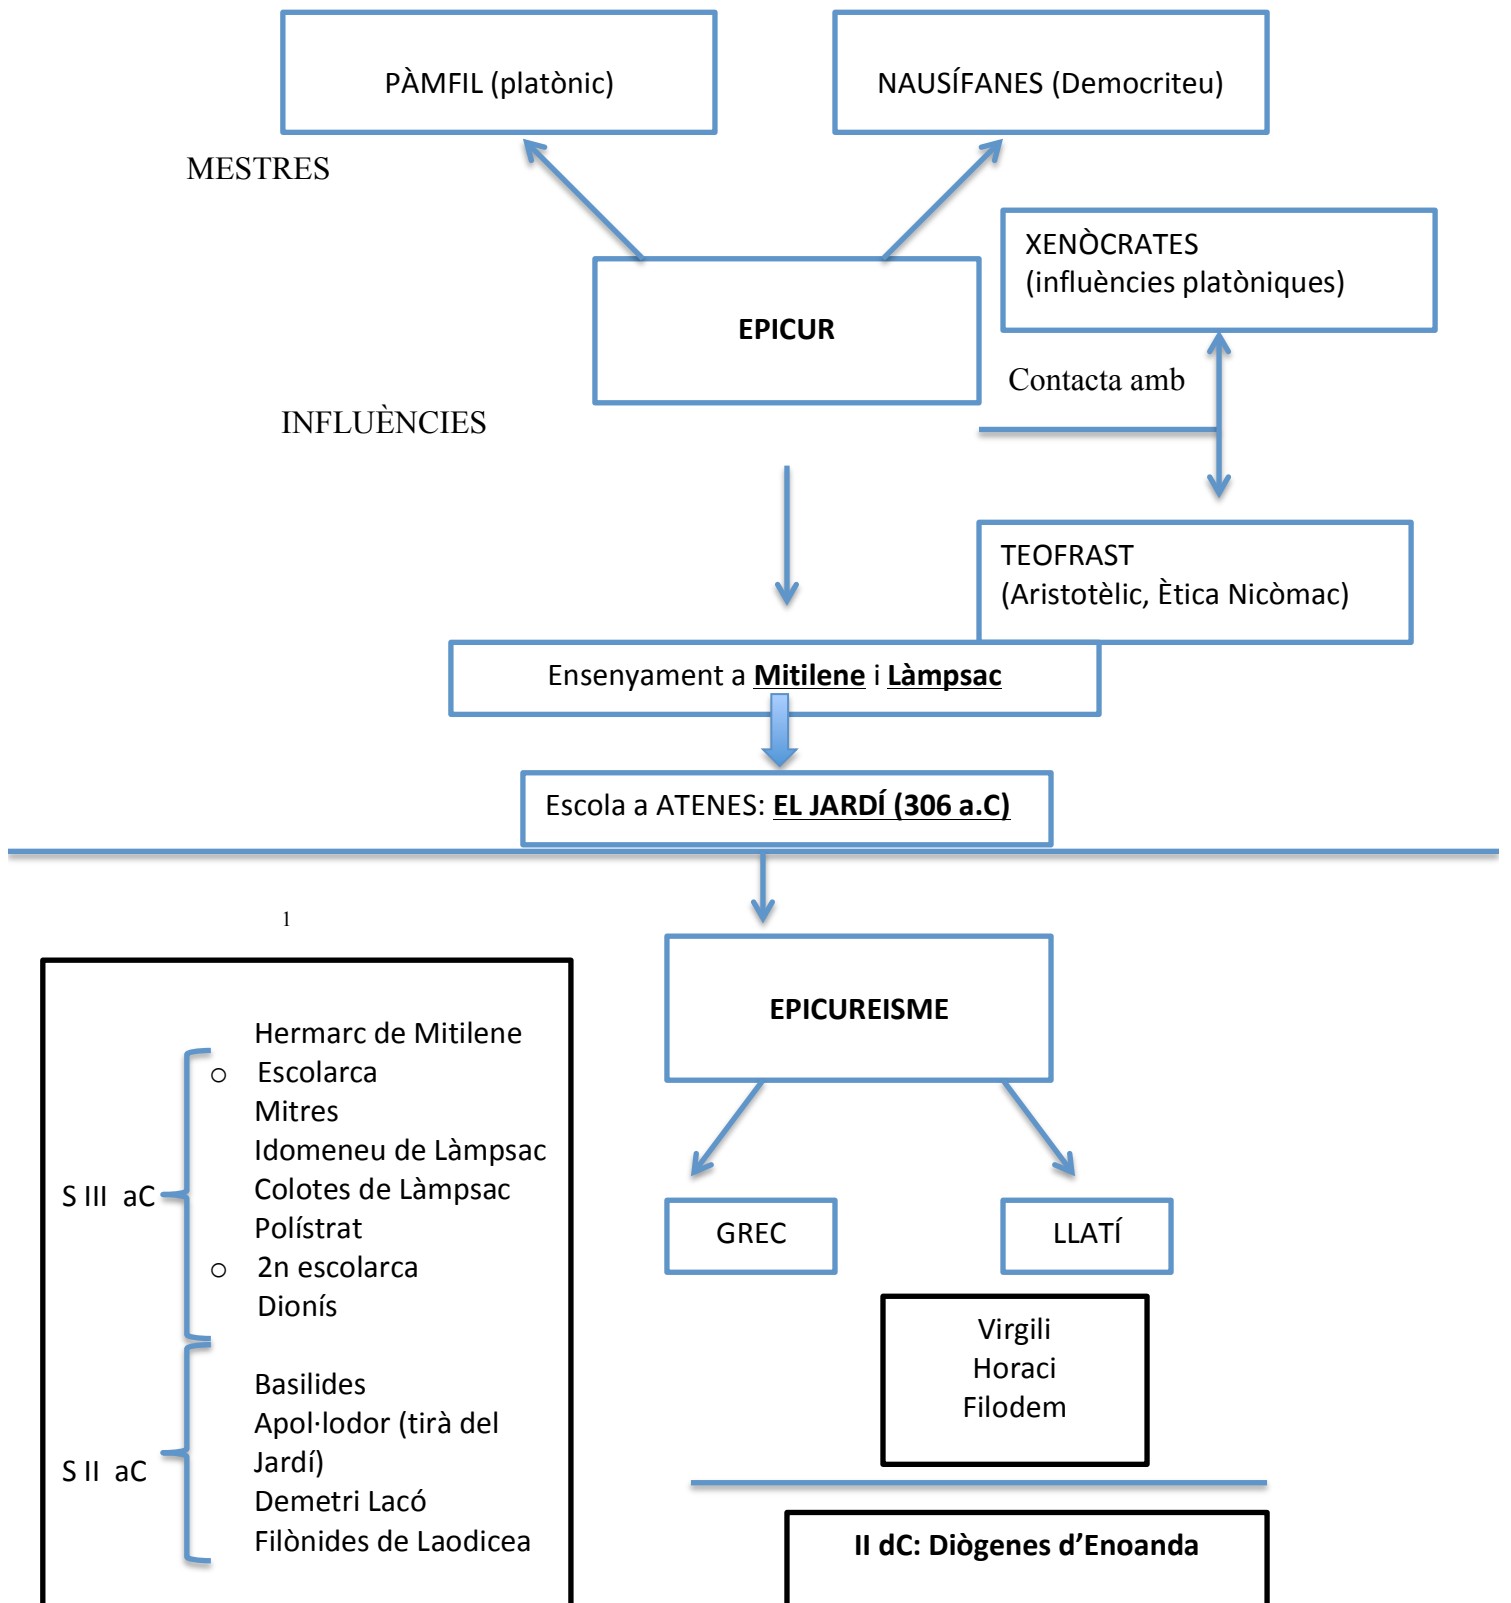 PÀMFIL (platònic)
NAUSÍFANES (Democriteu)
MESTRES
XENÒCRATES
(influències platòniques)
EPICUR
Contacta amb
INFLUÈNCIES
TEOFRAST
(Aristotèlic, Ètica Nicòmac)
Ensenyament a Mitilene i Làmpsac
Escola a ATENES: EL JARDÍ (306 a.C)
1
EPICUREISME
Hermarc de Mitilene
o Escolarca
Mitres
Idomeneu de Làmpsac
S III aC
Colotes de Làmpsac
Polístrat
o 2n escolarca
Dionís
Basilides
Apol·lodor (tirà del
Jardí)
S II aC
Demetri Lacó
Filònides de Laodicea
GREC
LLATÍ
Virgili
Horaci
Filodem
II dC: Diògenes d’Enoanda